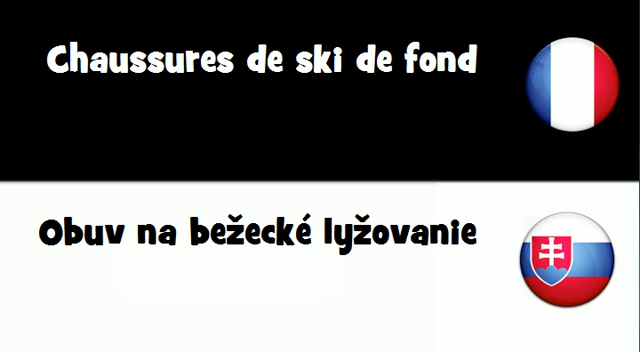 Chaussures de ski de fond
Obuv na bežecké lyžovanie